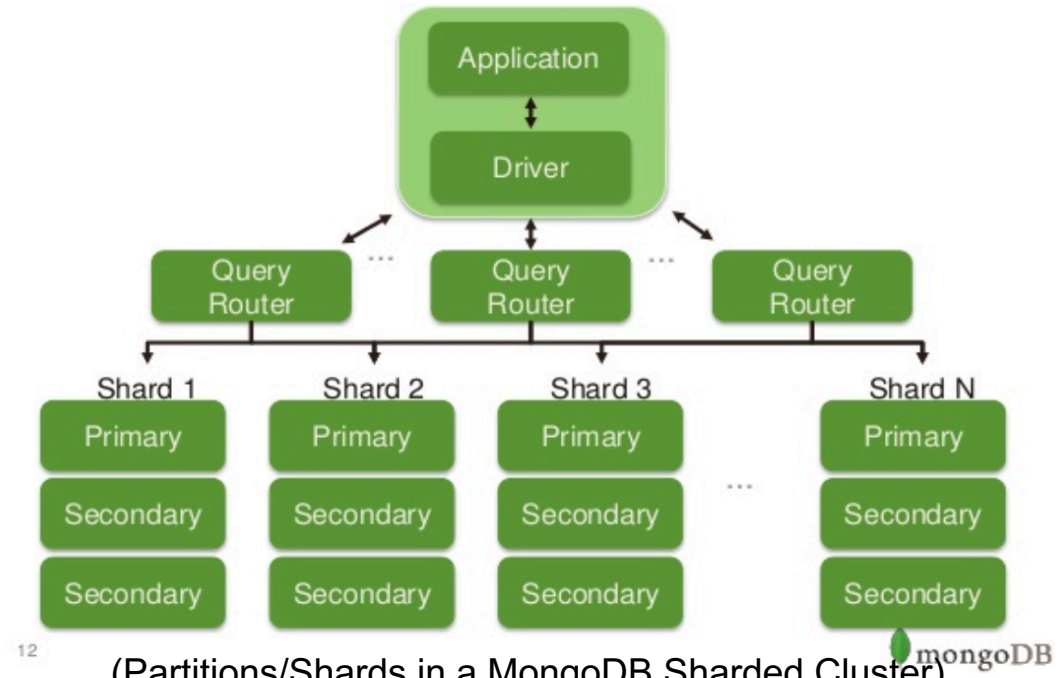 Application
Driver
...
...
Query
Router
Query
Router
Query
Router
Shard 1
Shard 2
Shard 3
Shard N
Primary
Primary
Primary
Primary
...
Secondary
Secondary
Secondary
Secondary
Secondary
Secondary
Secondary
Secondary
12
mongoDB
(Partitions/Shards in a MongoDB Sharded Cluster)